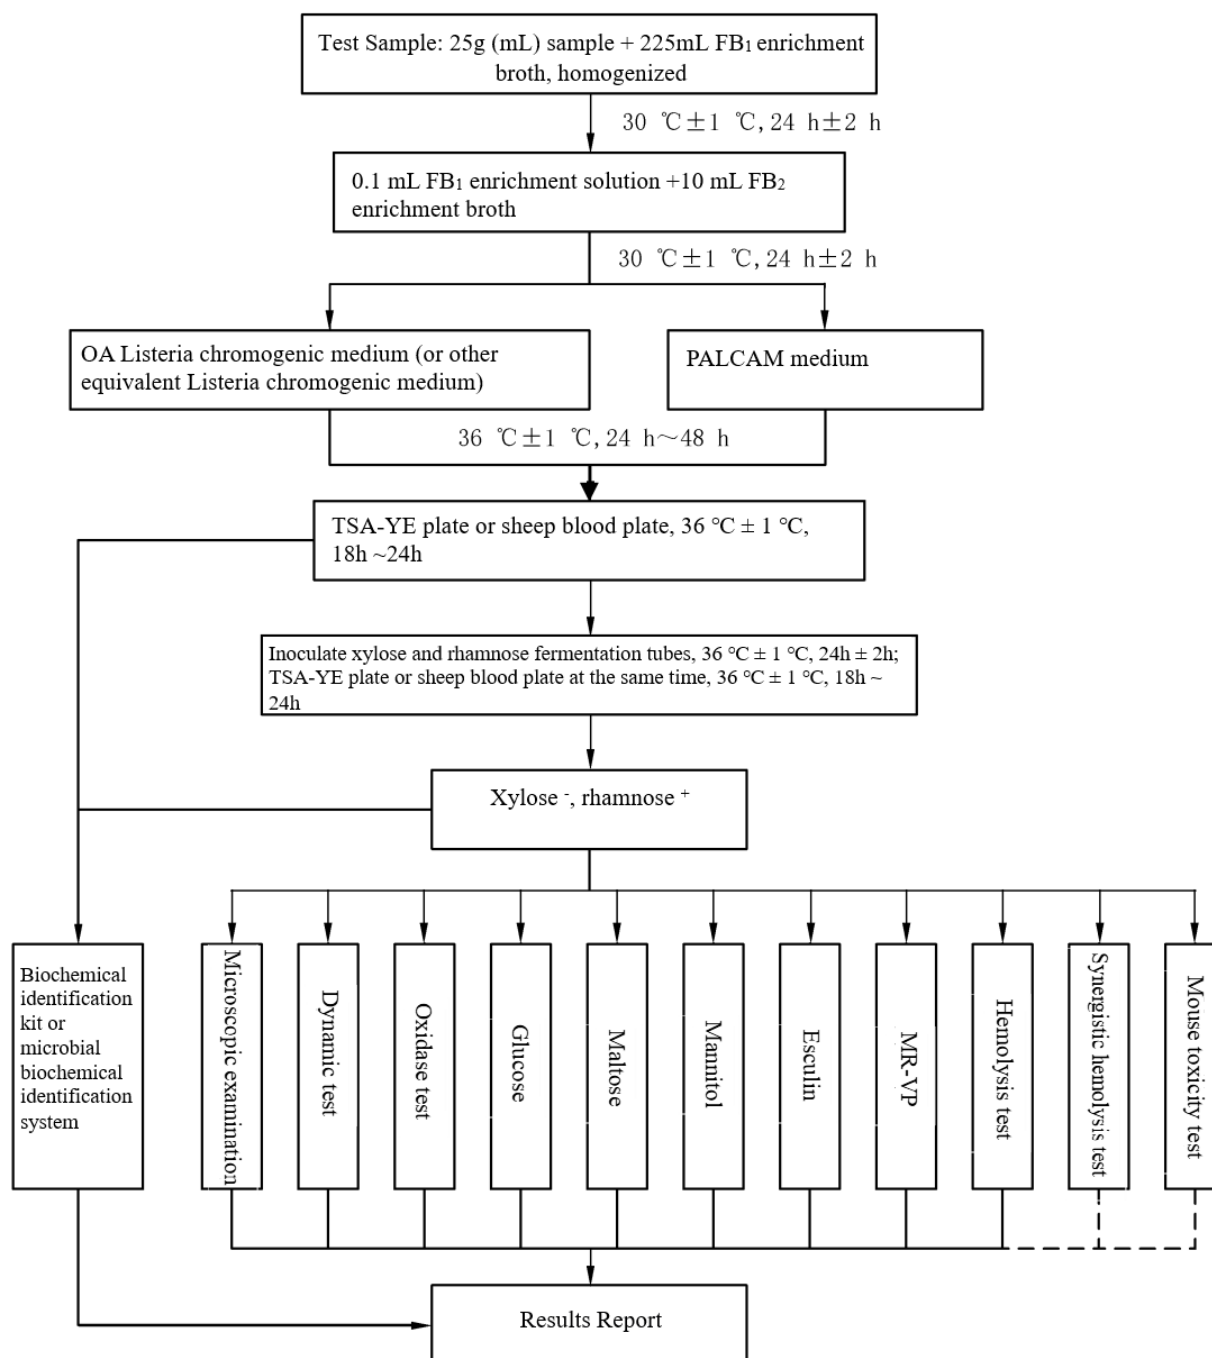 Test Sample: 25g (mL) sample + 225mL FB₁ enrichment
broth, homogenized
30 ℃±1 ℃, 24 h±2 h
0.1 mL FB₁ enrichment solution +10 mL FB₂
enrichment broth
30 ℃±1 ℃, 24 h±2 h
OA Listeria chromogenic medium (or other
equivalent Listeria chromogenic medium)
PALCAM medium
36 ℃±1 ℃, 24 h～48 h
TSA-YE plate or sheep blood plate, 36 ℃ ± 1 ℃,
18h ~24h
Inoculate xylose and rhamnose fermentation tubes, 36 ℃ ± 1 ℃, 24h ± 2h;
TSA-YE plate or sheep blood plate at the same time, 36 ℃ ± 1 ℃, 18h ~
24h
Xylose ⁻, rhamnose ⁺
Biochemical
identification
kit or
microbial
biochemical
identification
system
Microscopic examination
Dynamic test
Oxidase test
Glucose
Maltose
Mannitol
Esculin
MR-VP
Hemolysis test
Synergistic hemolysis test
Mouse toxicity test
Results Report